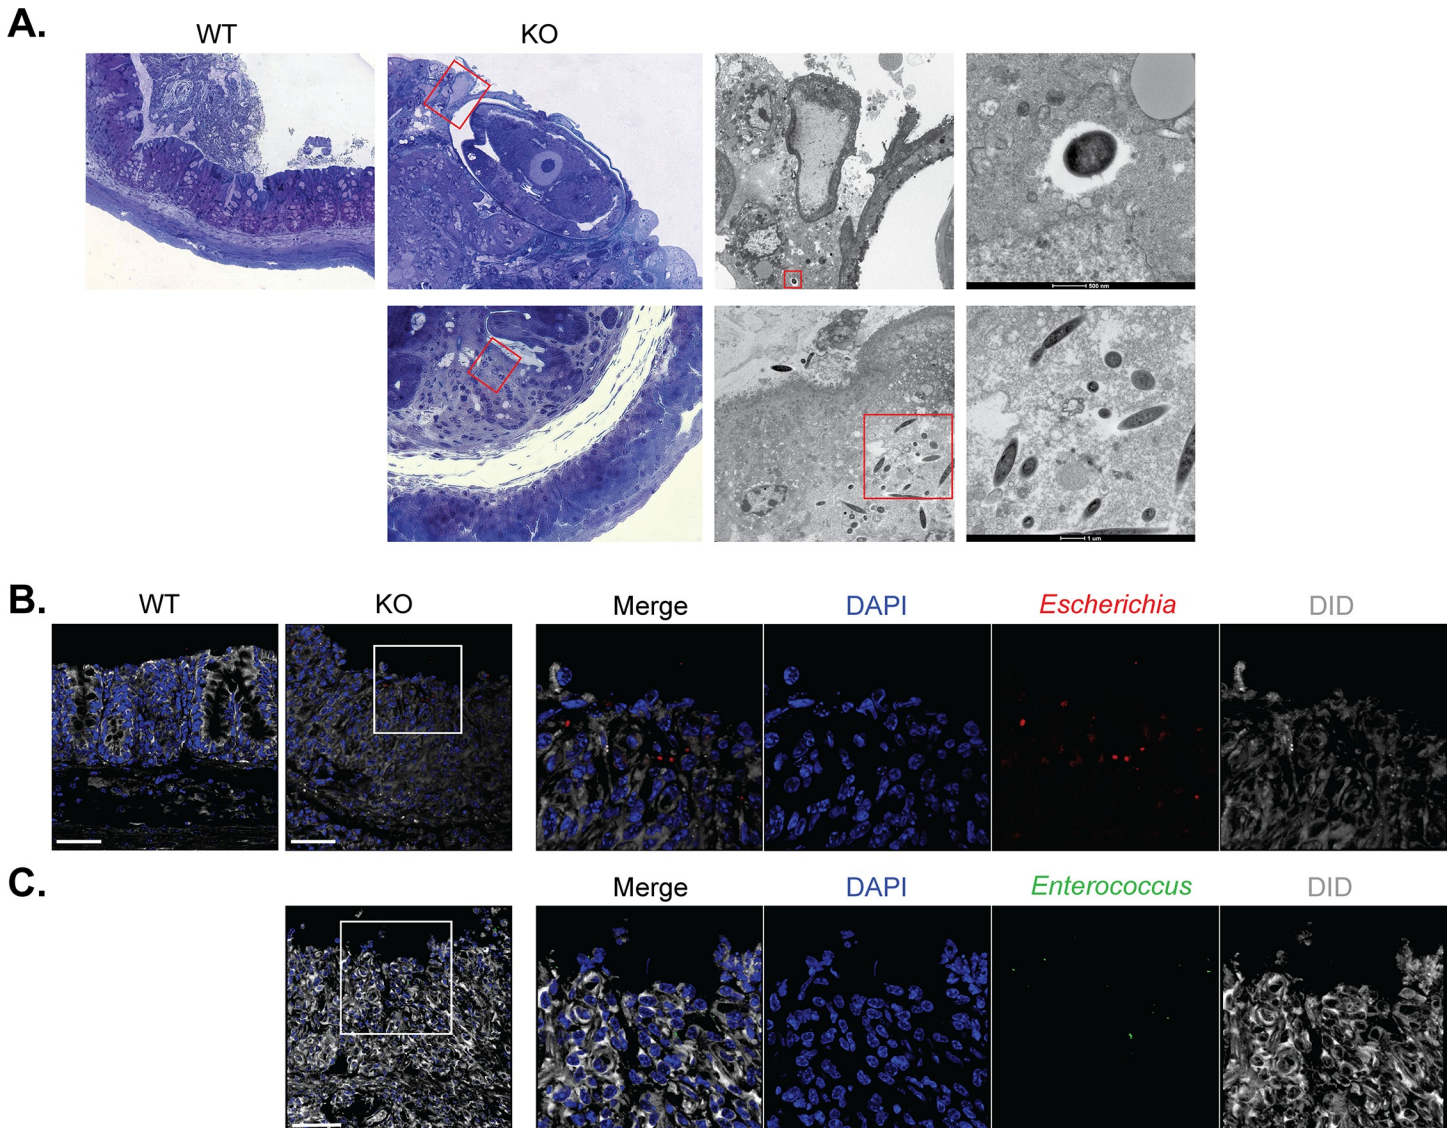 A.
WT KO
500 nm
1 um
B.
WT KO Merge DAPI Escherichia DID
C.
Merge DAPI Enterococcus DID